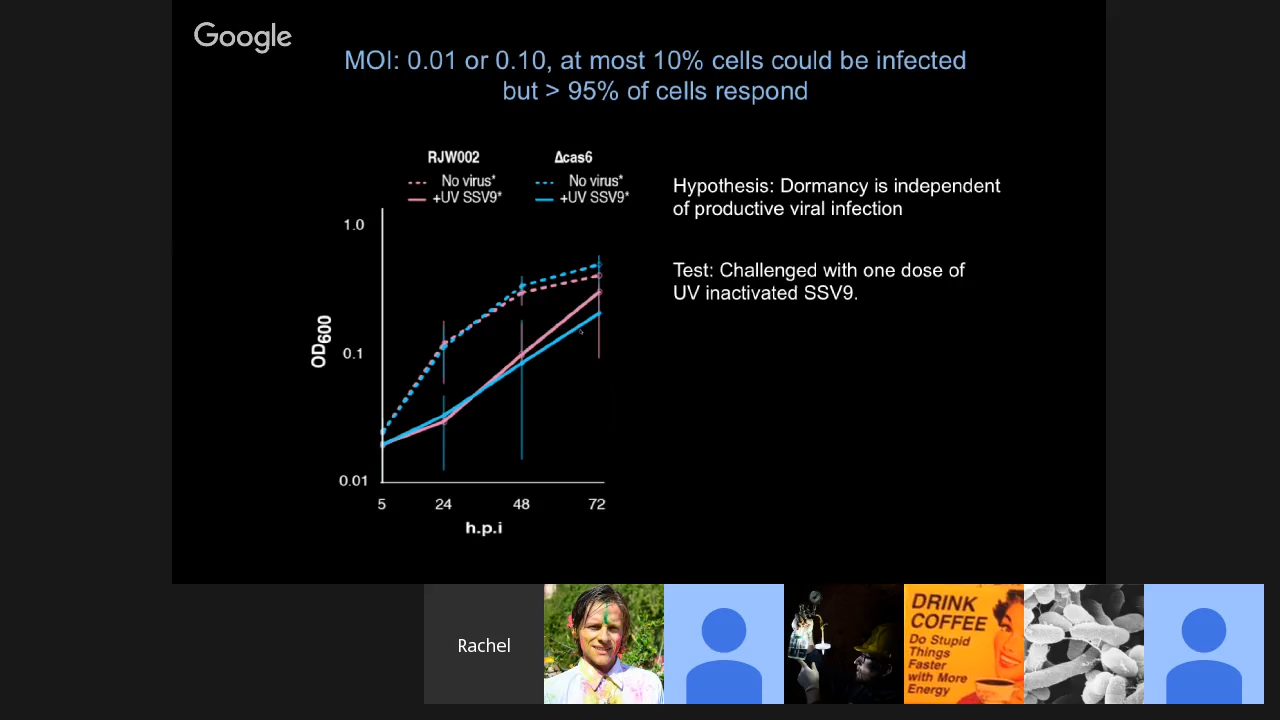 Google
MOI: 0.01 or 0.10, at most 10% cells could be infected
but > 95% of cells respond
RJW002 Δcas6
No virus* No virus*
+UV SSV9* +UV SSV9*
Hypothesis: Dormancy is independent
of productive viral infection
Test: Challenged with one dose of
UV inactivated SSV9.
1.0
0.1
0.01
OD600
5 24 48 72
h.p.i
Rachel
DRINK
COFFEE
Do Stupid
Things
Faster
with More
Energy